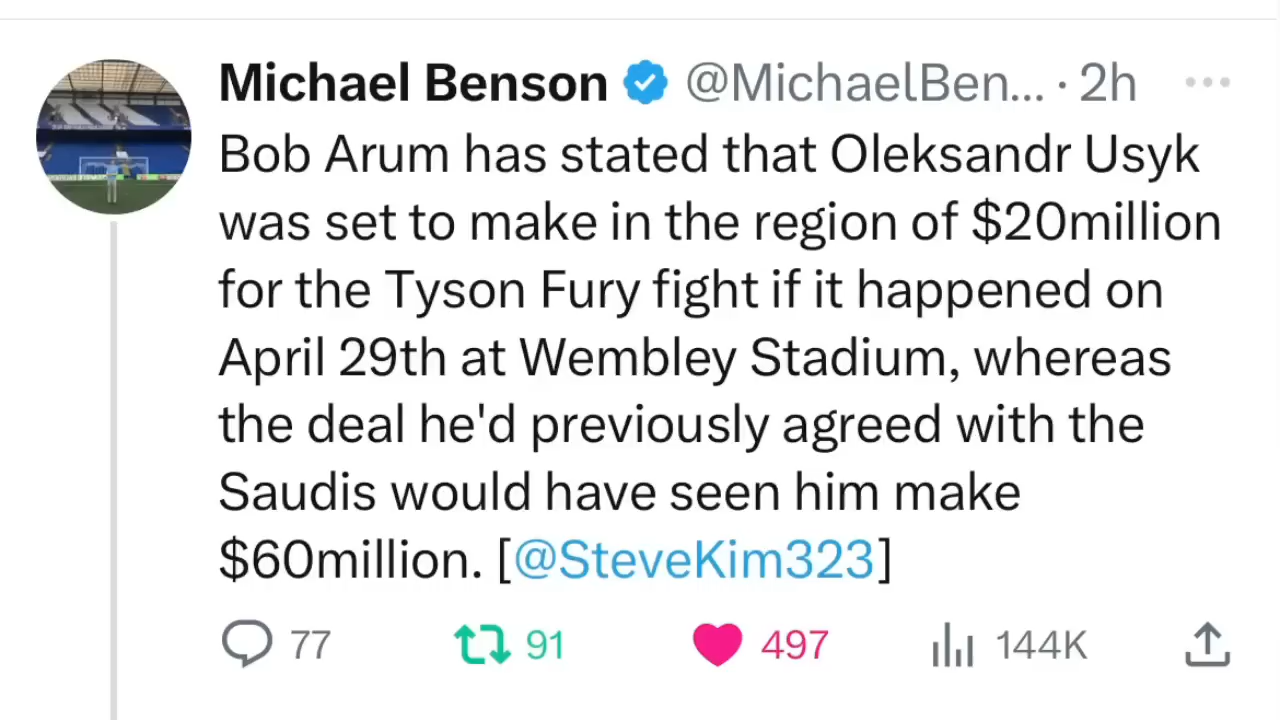 Michael Benson @MichaelBen... · 2h
Bob Arum has stated that Oleksandr Usyk
was set to make in the region of $20million
for the Tyson Fury fight if it happened on
April 29th at Wembley Stadium, whereas
the deal he'd previously agreed with the
Saudis would have seen him make
$60million. [@SteveKim323]
77 91 497 144K